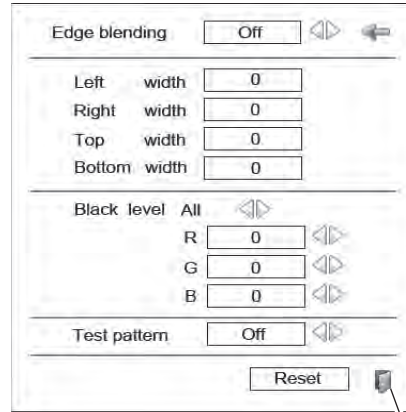 Edge blending Off
Left width 0
Right width 0
Top width 0
Bottom width 0
Black level All
R 0
G 0
B 0
Test pattern Off
Reset